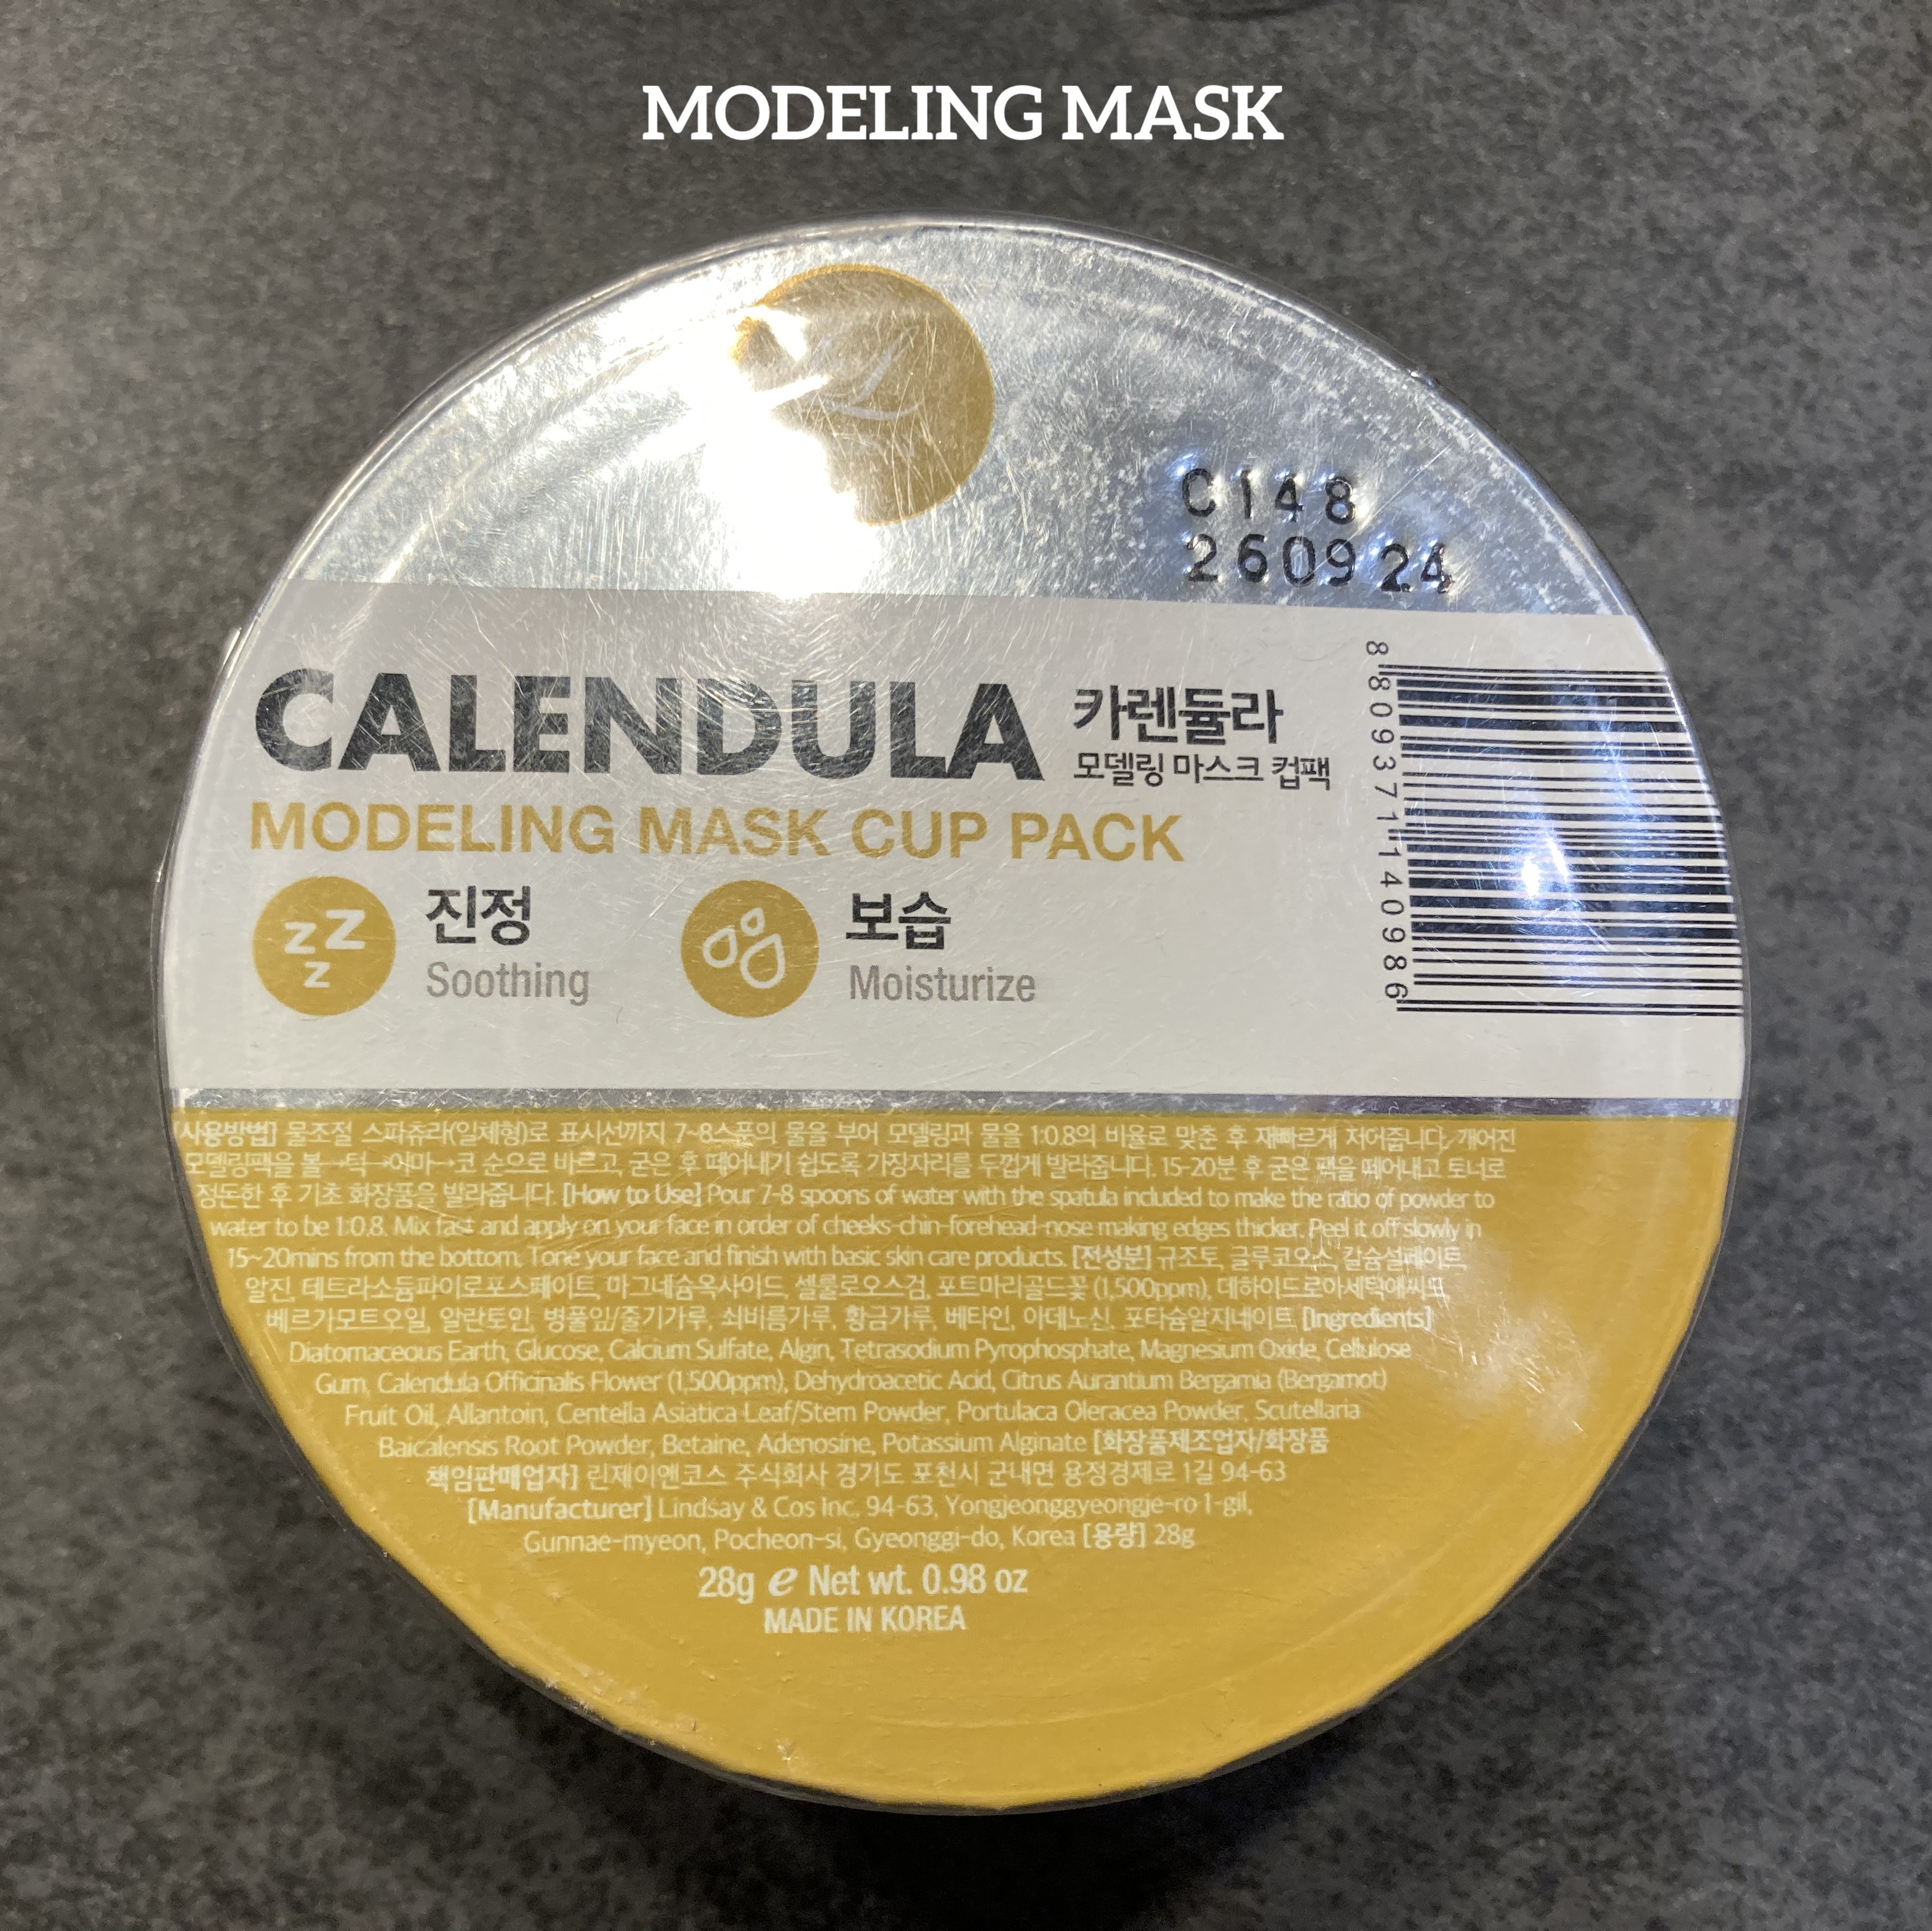 MODELING MASK
C148
260924
CALENDULA 카렌듈라
모델링 마스크 컵팩
MODELING MASK CUP PACK
진정
Soothing
보습
Moisturize
8 809371 140986
[사용방법] 물조절 스파츄라(일체형)로 표시선까지 7~8스푼의 물을 부어 모델링과 물을 1:0.8의 비율로 맞춘 후 재빠르게 저어줍니다. 개어진
모델링팩을 볼→턱→이마→코 순으로 바르고, 굳은 후 떼어내기 쉽도록 가장자리를 두껍게 발라줍니다. 15-20분 후 굳은 팩을 떼어내고 토너로
정돈한 후 기초 화장품을 발라줍니다. [How to Use] Pour 7-8 spoons of water with the spatula included to make the ratio of powder to
water to be 1:0.8. Mix fast and apply on your face in order of cheeks-chin-forehead-nose making edges thicker. Peel it off slowly in
15~20mins from the bottom. Tone your face and finish with basic skin care products. [전성분] 규조토, 글루코오스, 칼슘설페이트,
알진, 테트라소듐파이로포스페이트, 마그네슘옥사이드, 셀룰로오스검, 포트마리골드꽃 (1,500ppm), 데하이드로아세틱애씨드,
베르가모트오일, 알란토인, 병풀잎/줄기가루, 쇠비름가루, 황금가루, 베타인, 아데노신, 포타슘알지네이트 [Ingredients]
Diatomaceous Earth, Glucose, Calcium Sulfate, Algin, Tetrasodium Pyrophosphate, Magnesium Oxide, Cellulose
Gum, Calendula Officinalis Flower (1,500ppm), Dehydroacetic Acid, Citrus Aurantium Bergamia (Bergamot)
Fruit Oil, Allantoin, Centella Asiatica Leaf/Stem Powder, Portulaca Oleracea Powder, Scutellaria
Baicalensis Root Powder, Betaine, Adenosine, Potassium Alginate [화장품제조업자/화장품
책임판매업자] 린제이앤코스 주식회사 경기도 포천시 군내면 용정경제로 1길 94-63
[Manufacturer] Lindsay & Cos Inc. 94-63, Yongjeonggyeongje-ro 1-gil,
Gunnae-myeon, Pocheon-si, Gyeonggi-do, Korea [용량] 28g
28g e Net wt. 0.98 oz
MADE IN KOREA